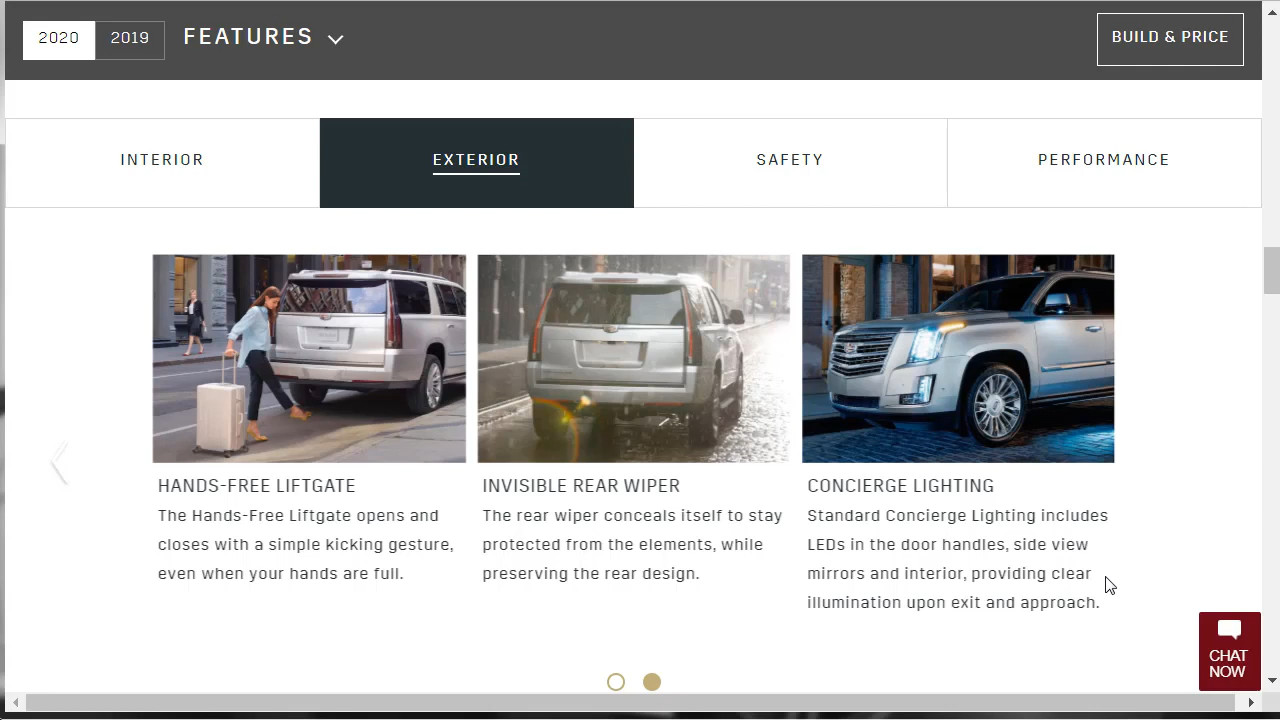 2020
2019
FEATURES
BUILD & PRICE
INTERIOR
EXTERIOR
SAFETY
PERFORMANCE
HANDS-FREE LIFTGATE
The Hands-Free Liftgate opens and
closes with a simple kicking gesture,
even when your hands are full.
INVISIBLE REAR WIPER
The rear wiper conceals itself to stay
protected from the elements, while
preserving the rear design.
CONCIERGE LIGHTING
Standard Concierge Lighting includes
LEDs in the door handles, side view
mirrors and interior, providing clear
illumination upon exit and approach.
CHAT
NOW